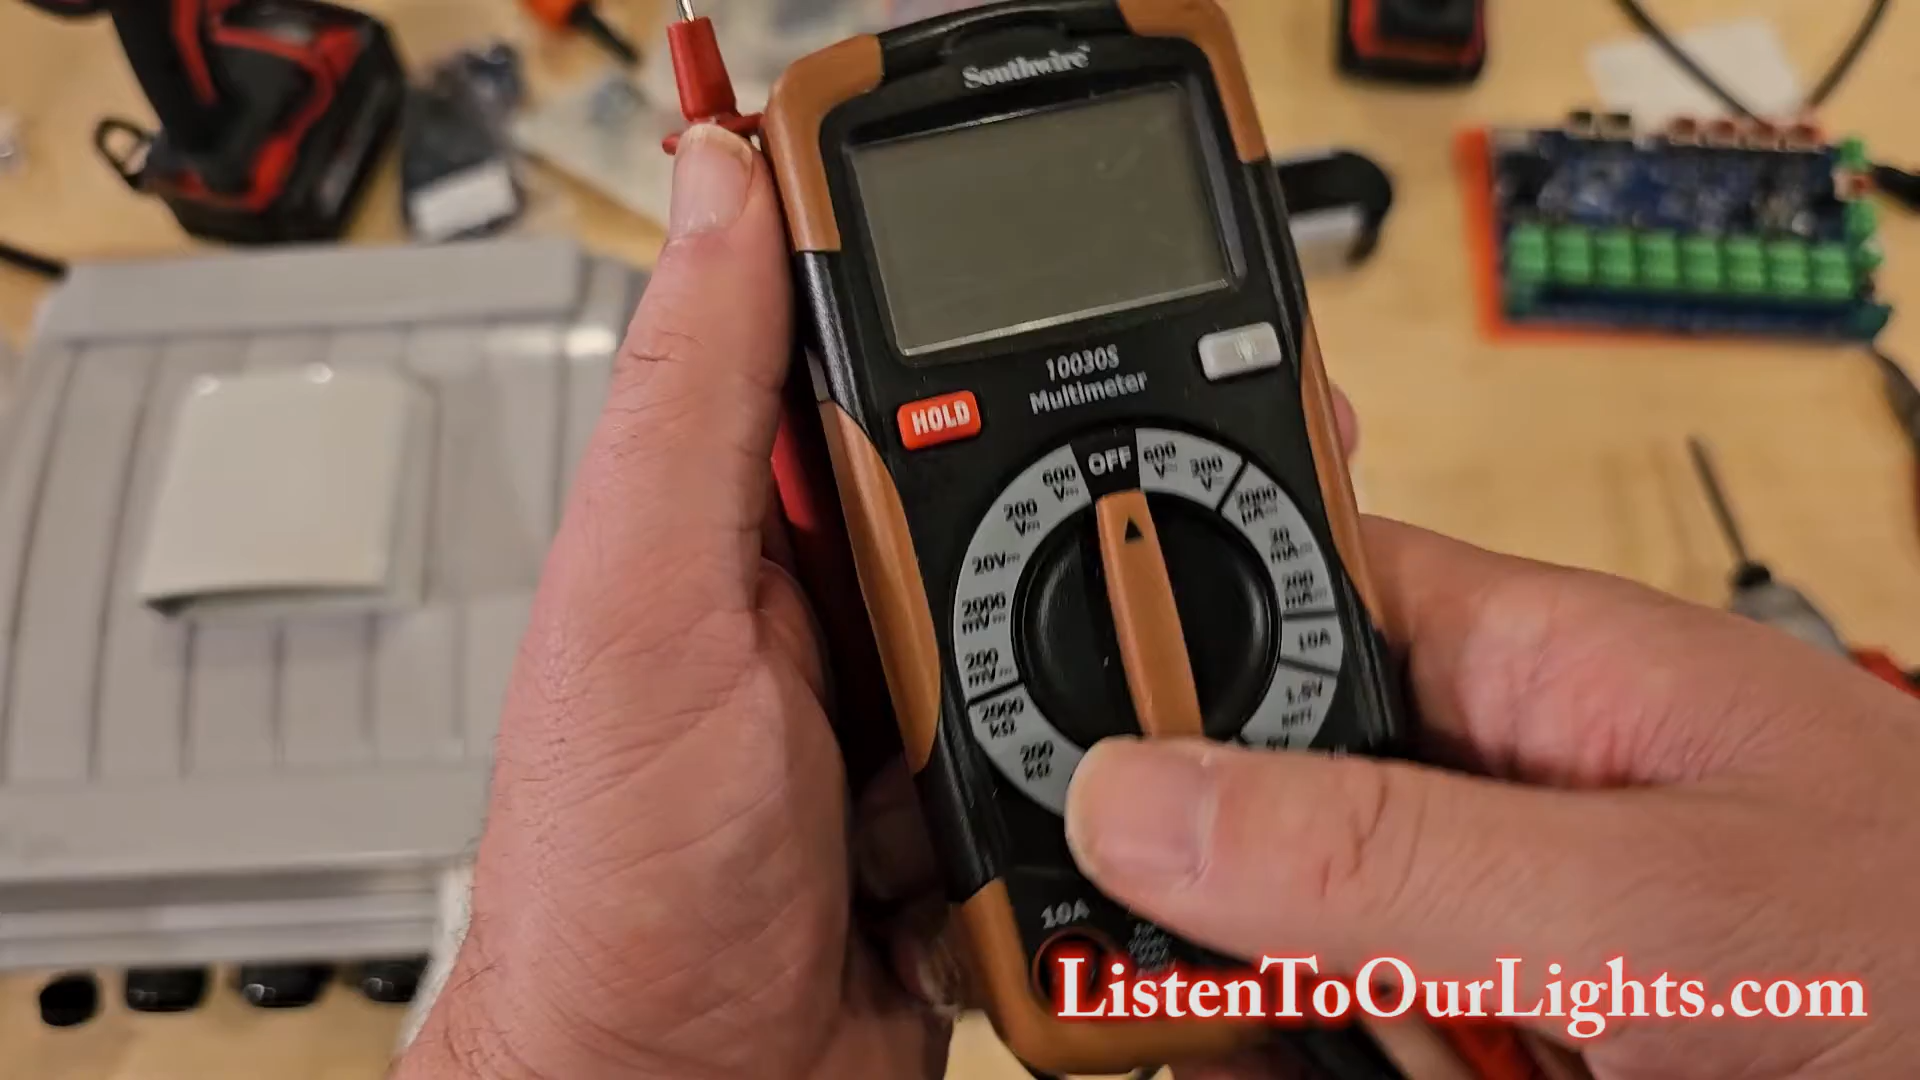 Southwire
10030S
Multimeter
HOLD
OFF
600
V
300
V
2000
µA
20
mA
200
mA
10A
1.5V
BATT.
9V
600
V
200
V
20V
2000
mV
200
mV
2000
kΩ
200
kΩ
10A
ListenToOurLights.com